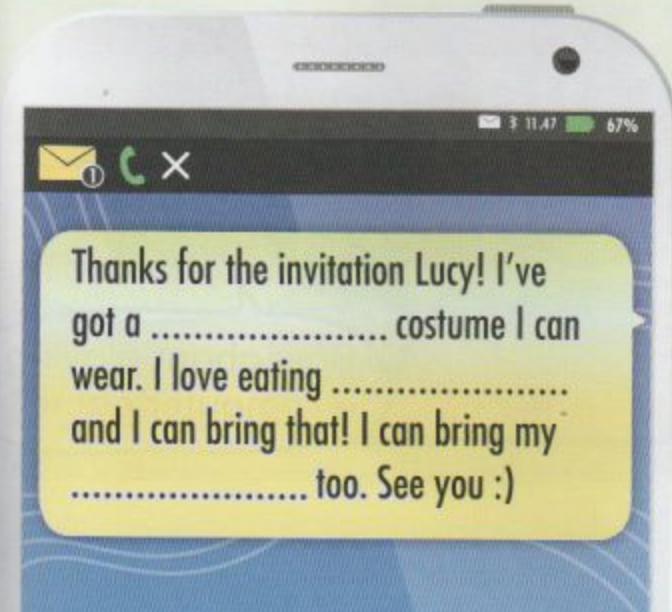 11.47 67%
1
Thanks for the invitation Lucy! I've
got a ...................... costume I can
wear. I love eating ......................
and I can bring that! I can bring my
...................... too. See you :)